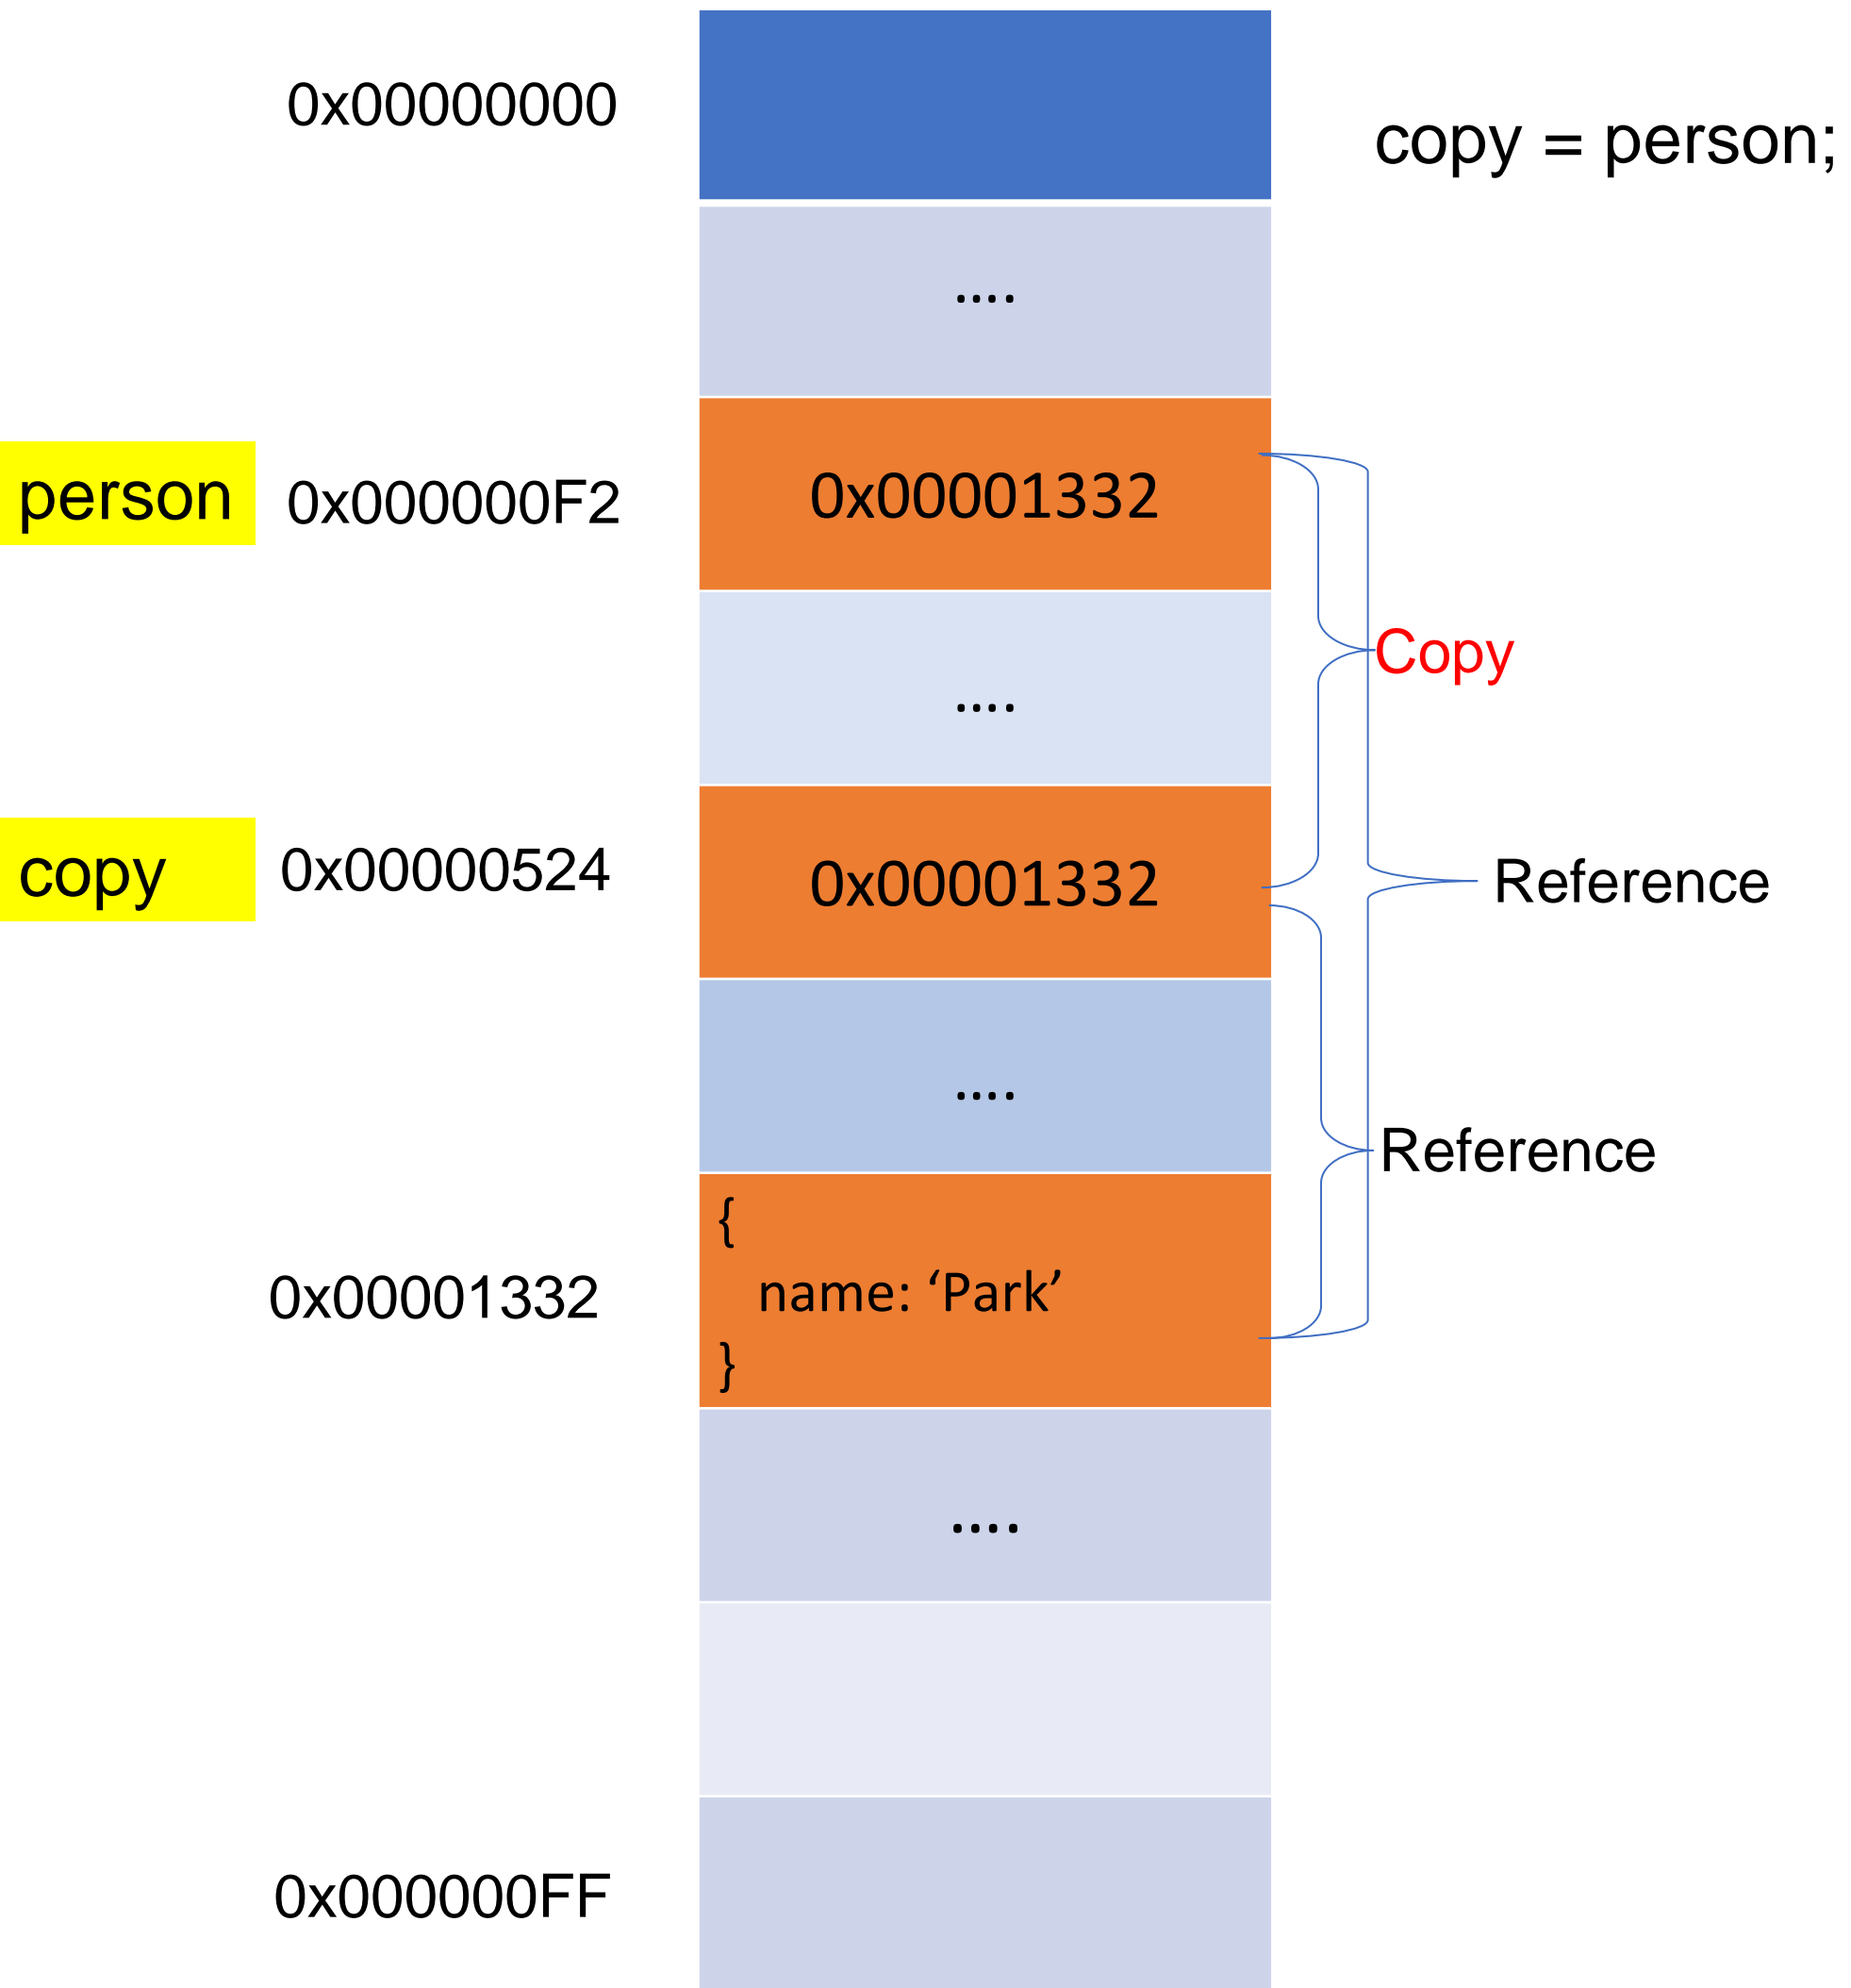 0x00000000
copy = person;
....
person
0x000000F2
0x00001332
Copy
....
copy
0x00000524
0x00001332
Reference
....
Reference
0x00001332
{
name: ‘Park’
}
....
0x000000FF